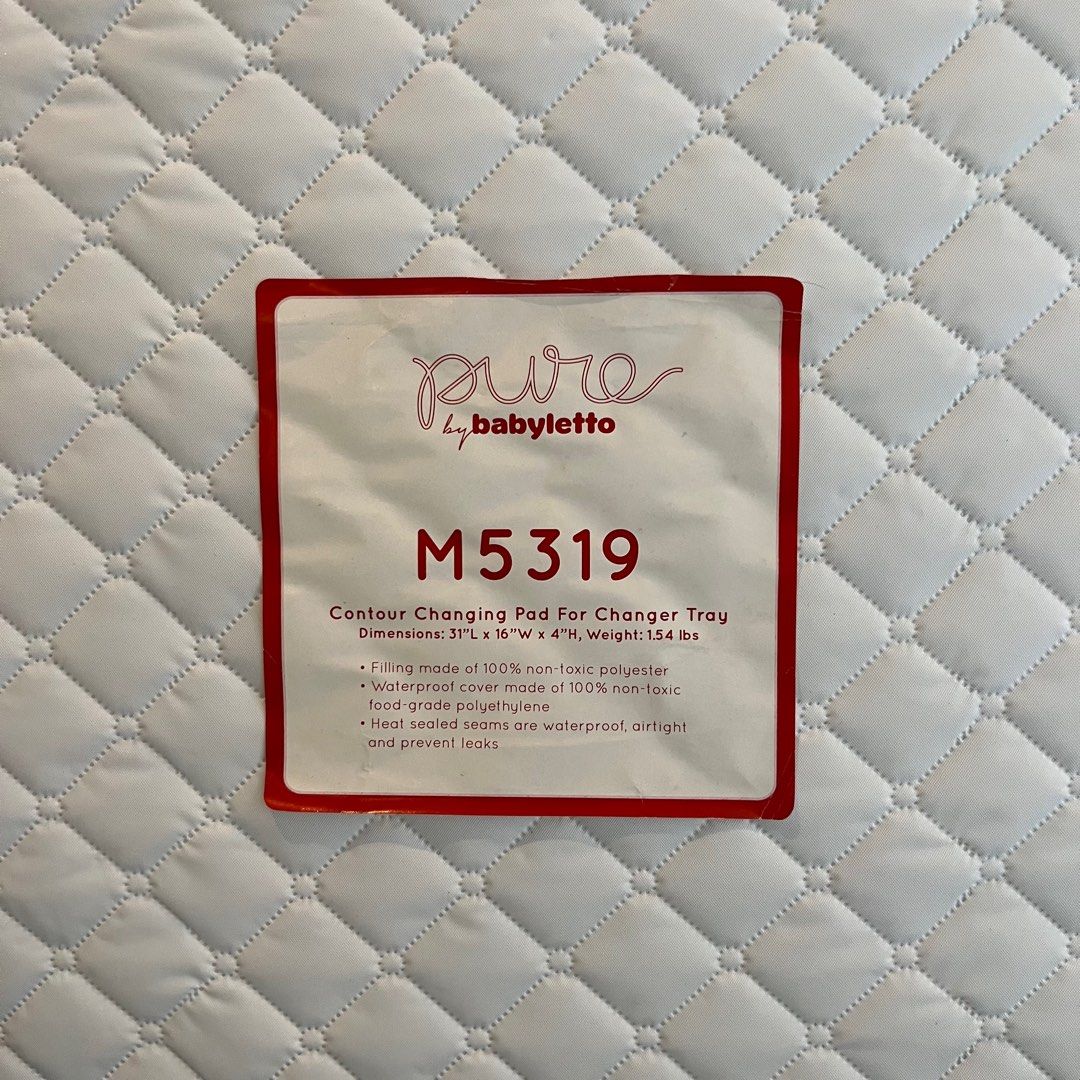 pure
by babyletto
M5319
Contour Changing Pad For Changer Tray
Dimensions: 31”L x 16”W x 4”H, Weight: 1.54 lbs
• Filling made of 100% non-toxic polyester
• Waterproof cover made of 100% non-toxic
food-grade polyethylene
• Heat sealed seams are waterproof, airtight
and prevent leaks